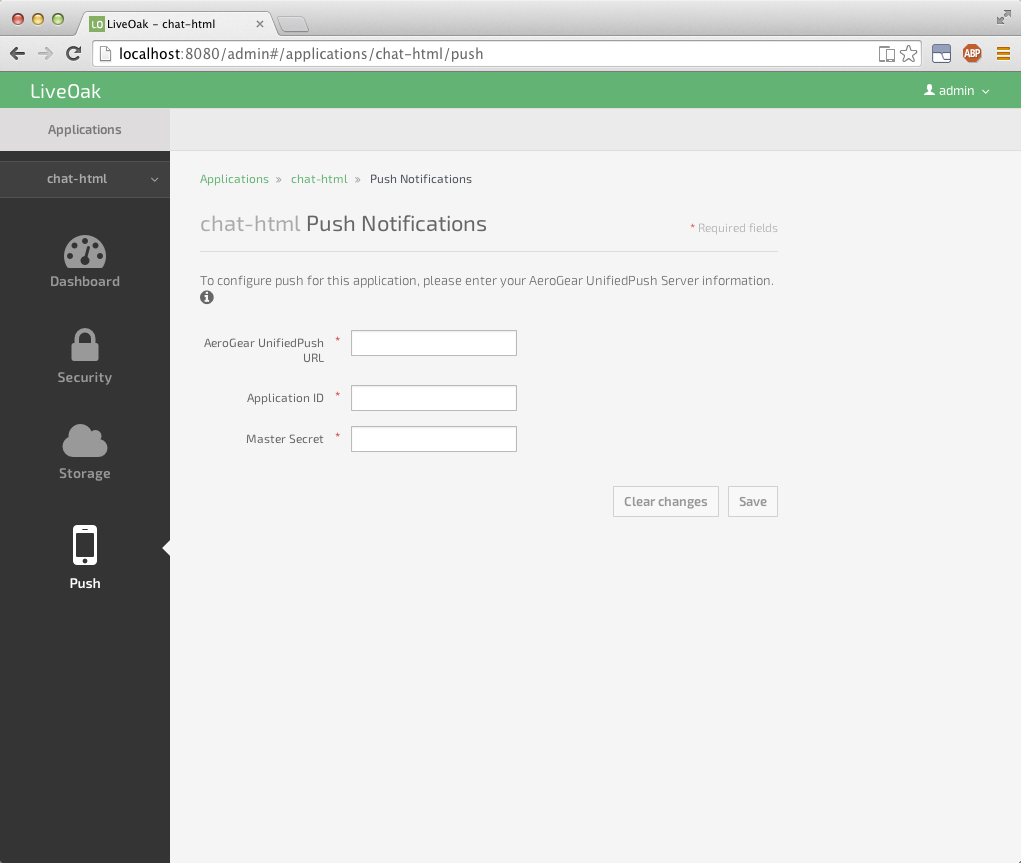 LO LiveOak – chat-html
localhost:8080/admin#/applications/chat-html/push
ABP
LiveOak
admin
Applications
chat-html
Applications » chat-html » Push Notifications
chat-html Push Notifications
* Required fields
To configure push for this application, please enter your AeroGear UnifiedPush Server information.
Dashboard
AeroGear UnifiedPush *
URL
Security
Application ID *
Master Secret *
Storage
Clear changes
Save
Push